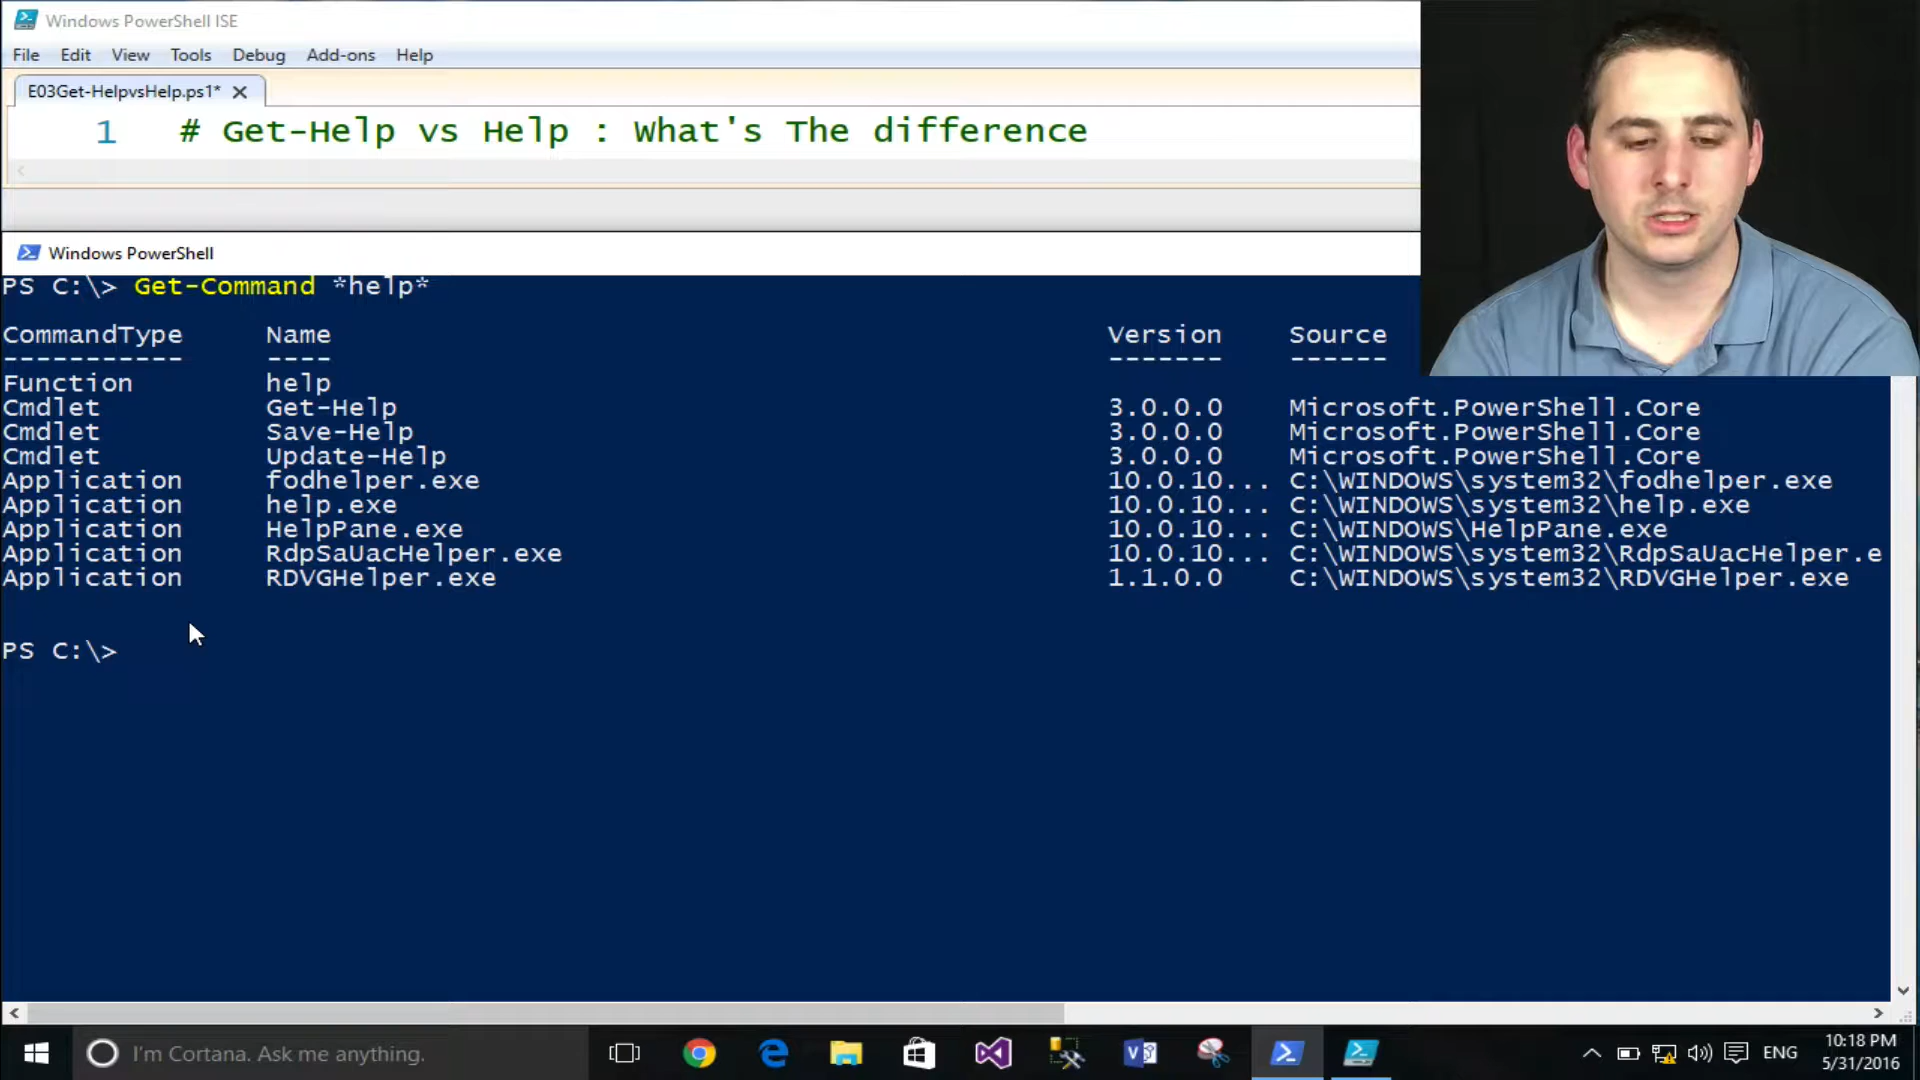 Windows PowerShell ISE
File Edit View Tools Debug Add-ons Help
E03Get-HelpvsHelp.ps1*
1 # Get-Help vs Help : What's The difference
Windows PowerShell
PS C:\> Get-Command *help*
CommandType Name Version Source
----------- ---- ------- ------
Function help
Cmdlet Get-Help 3.0.0.0 Microsoft.PowerShell.Core
Cmdlet Save-Help 3.0.0.0 Microsoft.PowerShell.Core
Cmdlet Update-Help 3.0.0.0 Microsoft.PowerShell.Core
Application fodhelper.exe 10.0.10... C:\WINDOWS\system32\fodhelper.exe
Application help.exe 10.0.10... C:\WINDOWS\system32\help.exe
Application HelpPane.exe 10.0.10... C:\WINDOWS\HelpPane.exe
Application RdpSaUacHelper.exe 10.0.10... C:\WINDOWS\system32\RdpSaUacHelper.e
Application RDVGHelper.exe 1.1.0.0 C:\WINDOWS\system32\RDVGHelper.exe
PS C:\>
I'm Cortana. Ask me anything.
ENG
10:18 PM
5/31/2016